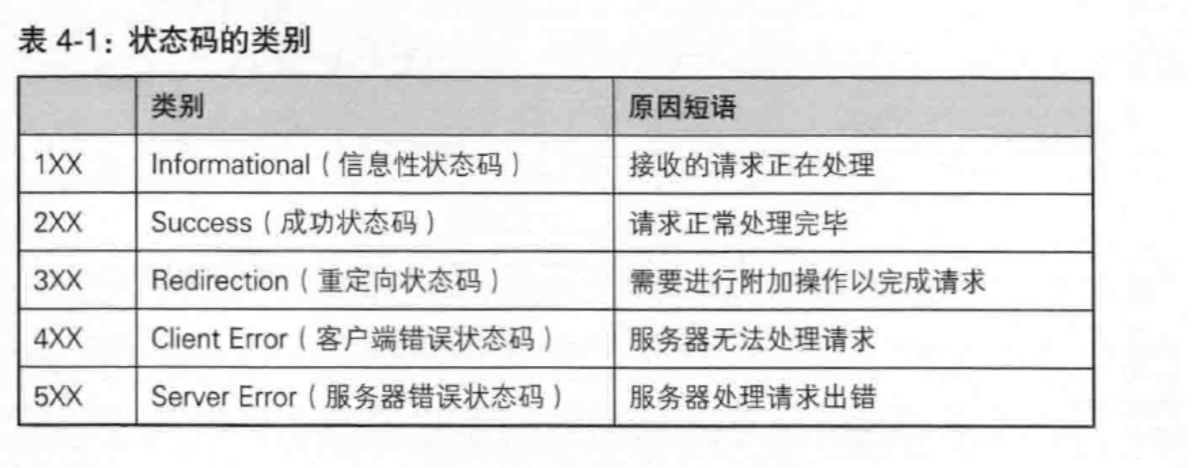 表 4-1：状态码的类别
类别 原因短语
1XX Informational（信息性状态码） 接收的请求正在处理
2XX Success（成功状态码） 请求正常处理完毕
3XX Redirection（重定向状态码） 需要进行附加操作以完成请求
4XX Client Error（客户端错误状态码） 服务器无法处理请求
5XX Server Error（服务器错误状态码） 服务器处理请求出错